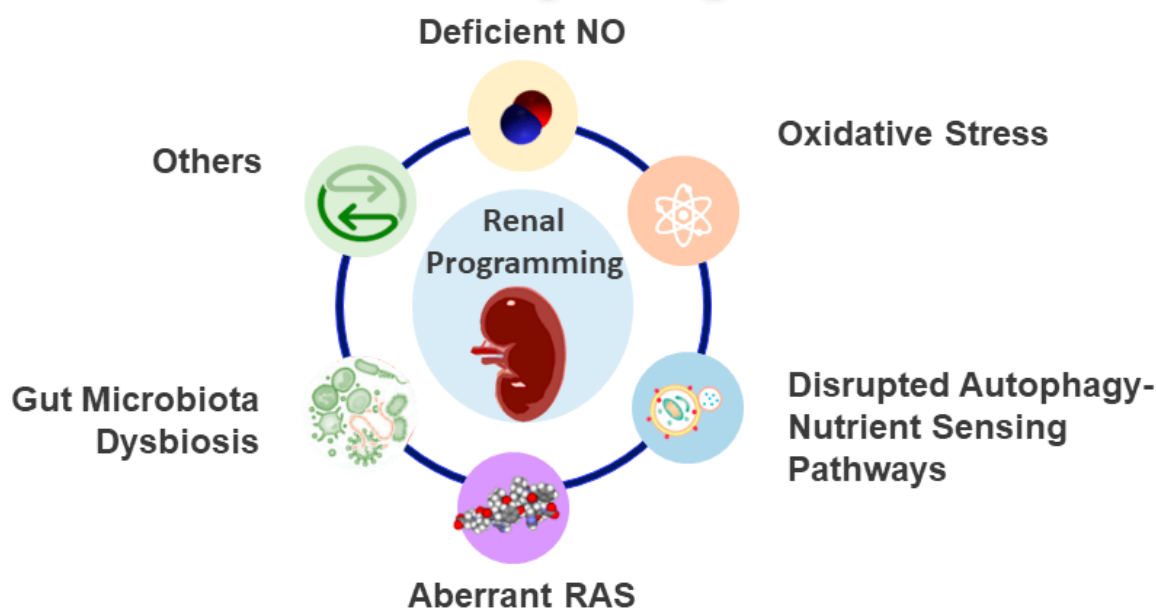 Deficient NO
Oxidative Stress
Others
Renal
Programming
Disrupted Autophagy-
Nutrient Sensing
Pathways
Gut Microbiota
Dysbiosis
Aberrant RAS